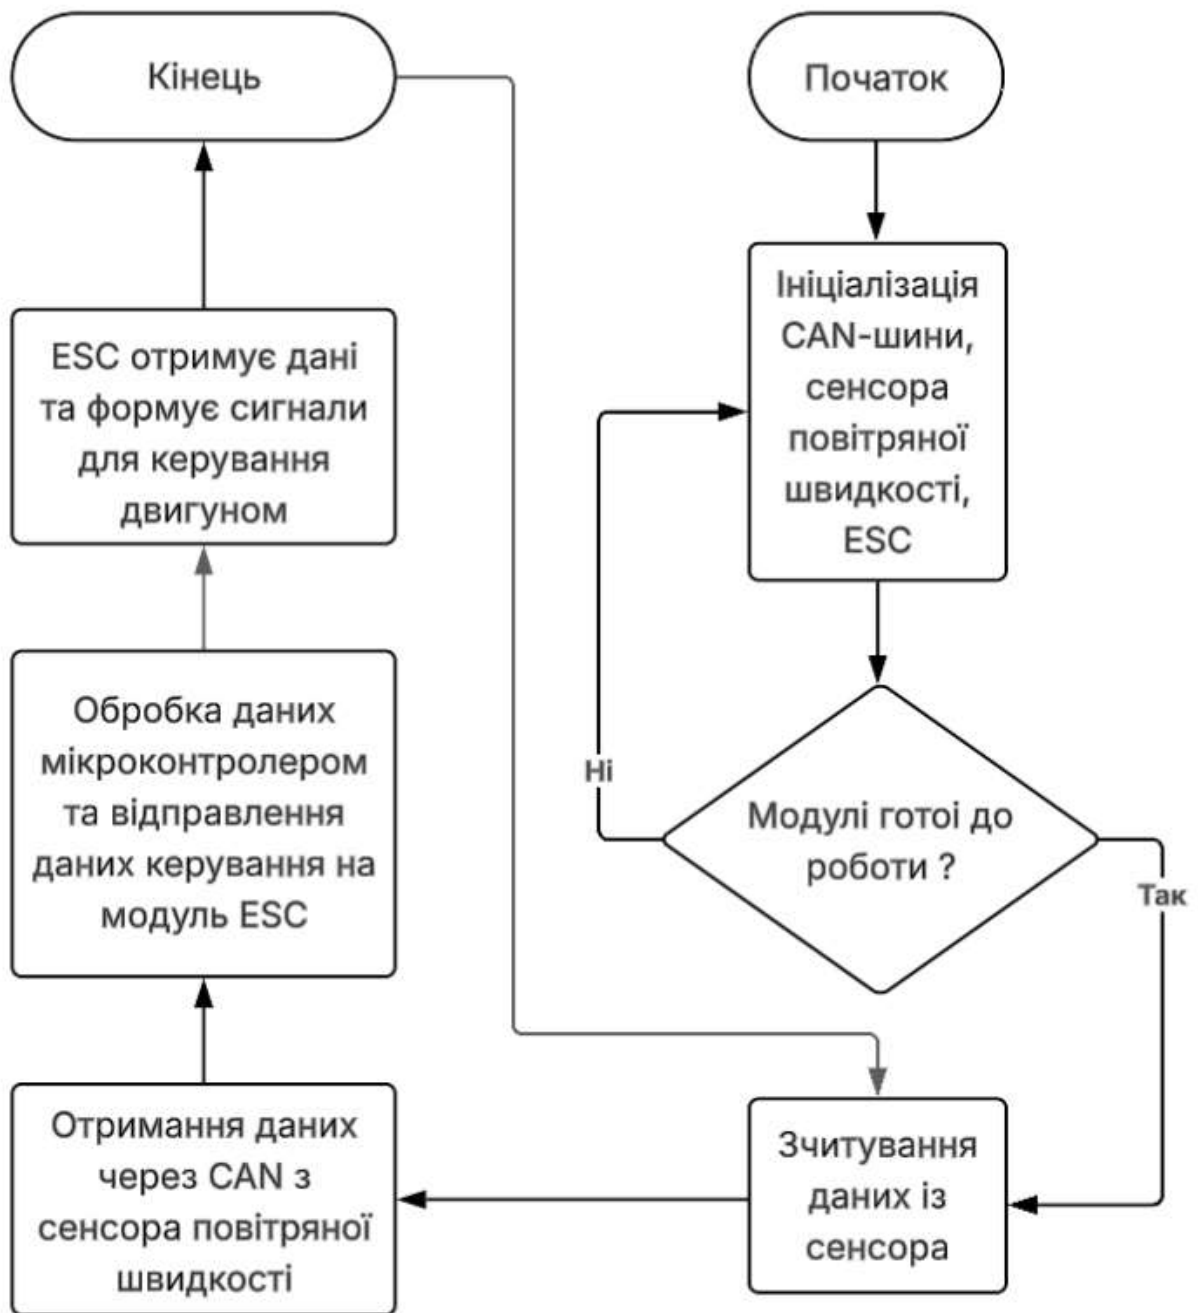 Кінець
Початок
Ініціалізація
CAN-шини,
сенсора
повітряної
швидкості,
ESC
ESC отримує дані
та формує сигнали
для керування
двигуном
Обробка даних
мікроконтролером
та відправлення
даних керування на
модуль ESC
Ні
Модулі готоі до
роботи ?
Так
Отримання даних
через CAN з
сенсора повітряної
швидкості
Зчитування
даних із
сенсора